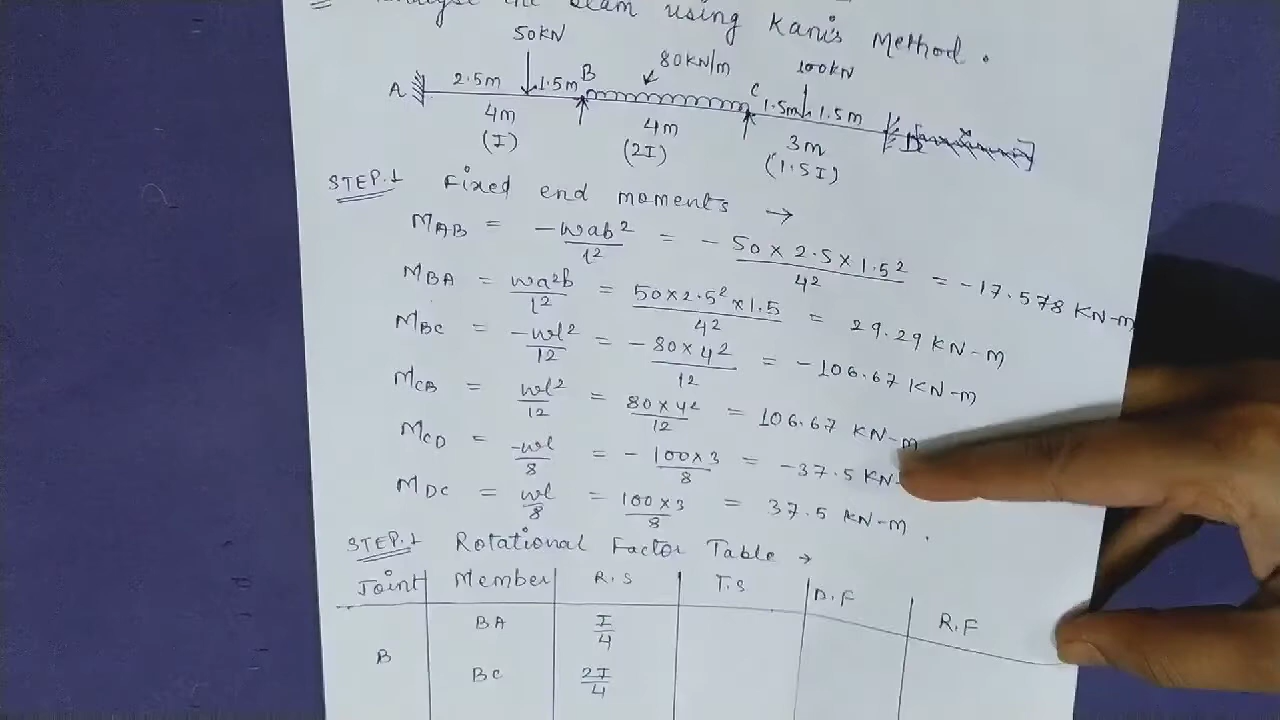 Analyse the beam using Kani's Method.
50KN
80KN/m
100KN
A 2.5m 1.5m B C 1.5m 1.5m
4m 4m 3m
(I) (2I) (1.5I)
STEP.1 Fixed end moments →
MAB = -wab²/l² = - 50 × 2.5 × 1.5²/4² = -17.578 KN-m
MBA = wa²b/l² = 50×2.5²×1.5/4² = 29.29 KN-m
MBC = -wl²/12 = - 80×4²/12 = -106.67 KN-m
MCB = wl²/12 = 80×4²/12 = 106.67 KN-m
MCD = -wl/8 = - 100×3/8 = -37.5 KN-
MDC = wl/8 = 100×3/8 = 37.5 KN-m.
STEP.1 Rotational Factor Table →
Joint Member R.S T.S D.F R.F
BA I/4
B
BC 2I/4